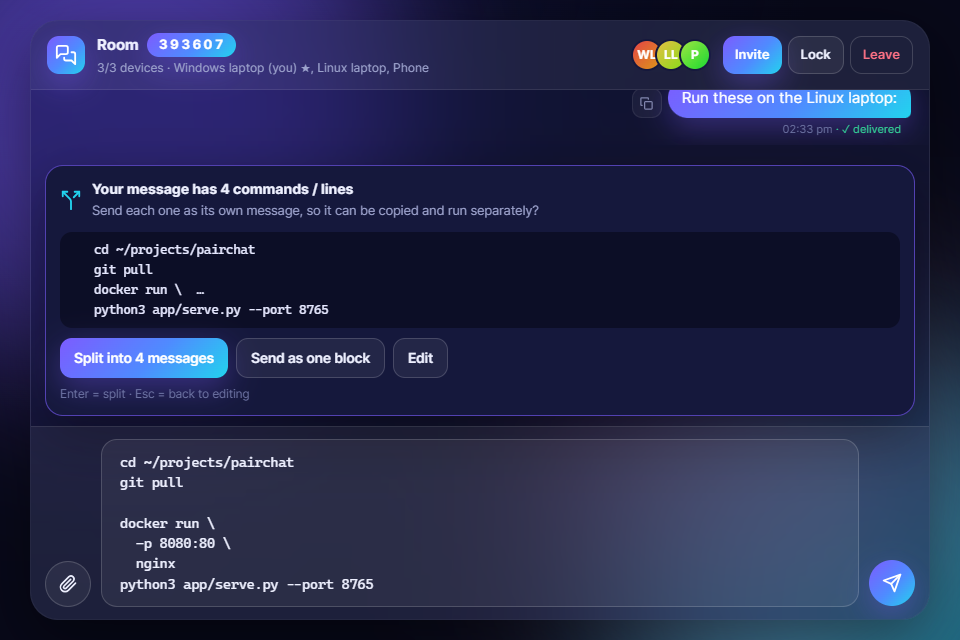 Room 393607
3/3 devices · Windows laptop (you) ★, Linux laptop, Phone
WL LL P
Invite Lock Leave
Run these on the Linux laptop:
02:33 pm · ✓ delivered
Your message has 4 commands / lines
Send each one as its own message, so it can be copied and run separately?
cd ~/projects/pairchat
git pull
docker run \ …
python3 app/serve.py --port 8765
Split into 4 messages Send as one block Edit
Enter = split · Esc = back to editing
cd ~/projects/pairchat
git pull
docker run \
-p 8080:80 \
nginx
python3 app/serve.py --port 8765